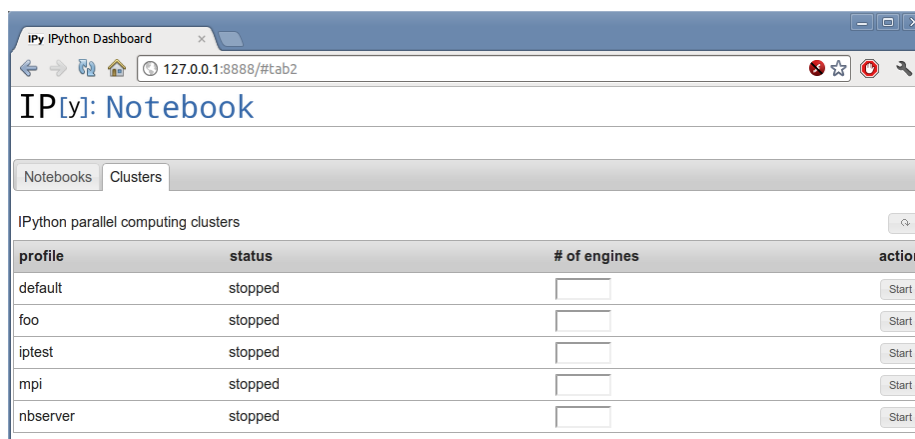 IPy IPython Dashboard
127.0.0.1:8888/#tab2
IP[y]: Notebook
Notebooks Clusters
IPython parallel computing clusters
profile status # of engines action
default stopped Start
foo stopped Start
iptest stopped Start
mpi stopped Start
nbserver stopped Start